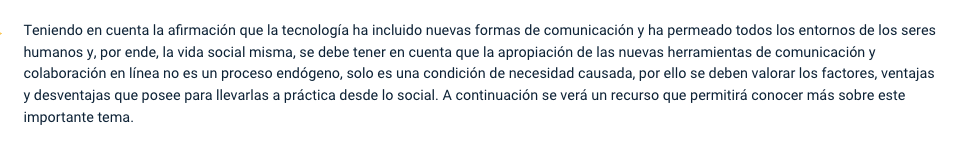 Teniendo en cuenta la afirmación que la tecnología ha incluido nuevas formas de comunicación y ha permeado todos los entornos de los seres
humanos y, por ende, la vida social misma, se debe tener en cuenta que la apropiación de las nuevas herramientas de comunicación y
colaboración en línea no es un proceso endógeno, solo es una condición de necesidad causada, por ello se deben valorar los factores, ventajas
y desventajas que posee para llevarlas a práctica desde lo social. A continuación se verá un recurso que permitirá conocer más sobre este
importante tema.